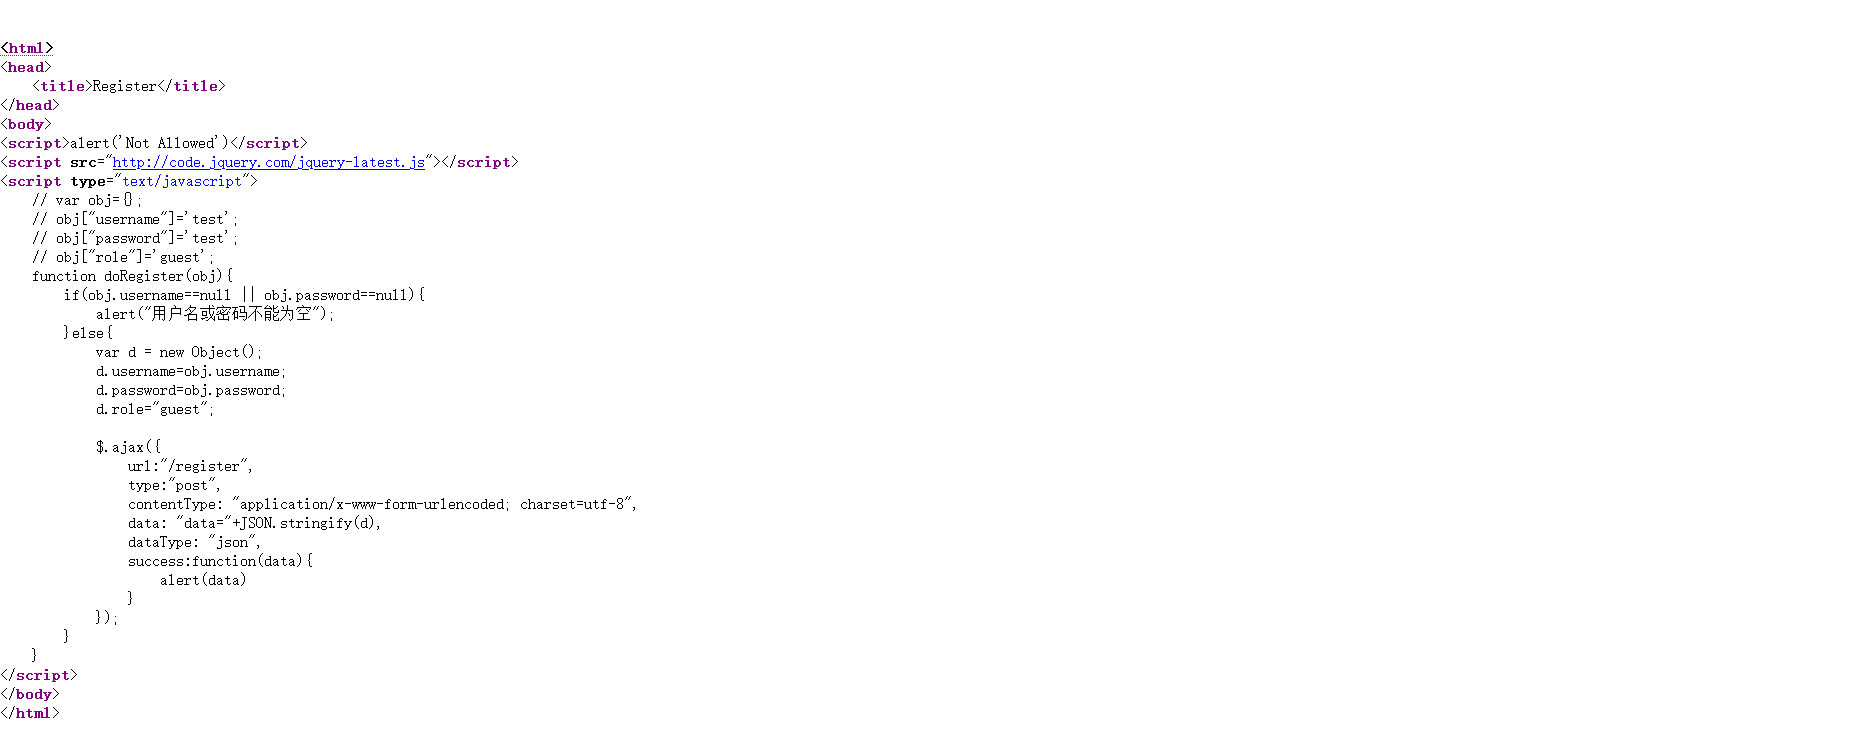 <html>
<head>
    <title>Register</title>
</head>
<body>
<script>alert('Not Allowed')</script>
<script src="http://code.jquery.com/jquery-latest.js"></script>
<script type="text/javascript">
    // var obj={};
    // obj["username"]='test';
    // obj["password"]='test';
    // obj["role"]='guest';
    function doRegister(obj){
        if(obj.username==null || obj.password==null){
            alert("用户名或密码不能为空");
        }else{
            var d = new Object();
            d.username=obj.username;
            d.password=obj.password;
            d.role="guest";

            $.ajax({
                url:"/register",
                type:"post",
                contentType: "application/x-www-form-urlencoded; charset=utf-8",
                data: "data="+JSON.stringify(d),
                dataType: "json",
                success:function(data){
                    alert(data)
                }
            });
        }
    }
</script>
</body>
</html>